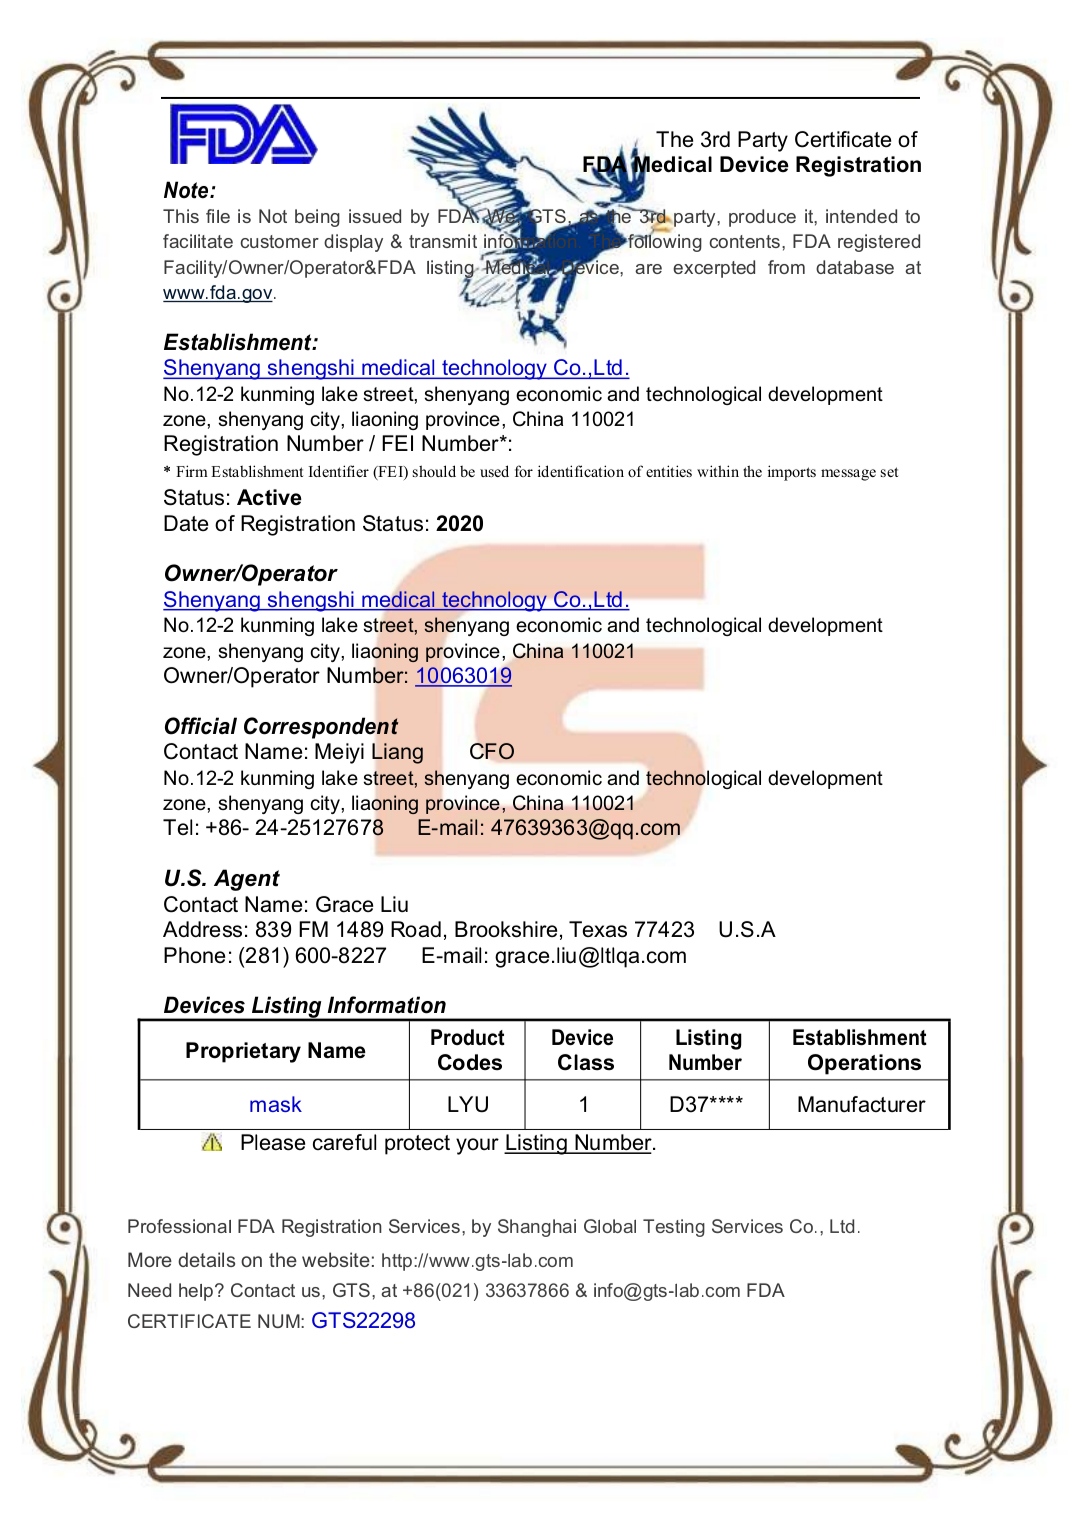 FDA
The 3rd Party Certificate of
FDA Medical Device Registration
Note:
This file is Not being issued by FDA. We, GTS, as the 3rd party, produce it, intended to
facilitate customer display & transmit information. The following contents, FDA registered
Facility/Owner/Operator&FDA listing Medical Device, are excerpted from database at
www.fda.gov.
Establishment:
Shenyang shengshi medical technology Co.,Ltd.
No.12-2 kunming lake street, shenyang economic and technological development
zone, shenyang city, liaoning province, China 110021
Registration Number / FEI Number*:
* Firm Establishment Identifier (FEI) should be used for identification of entities within the imports message set
Status: Active
Date of Registration Status: 2020
Owner/Operator
Shenyang shengshi medical technology Co.,Ltd.
No.12-2 kunming lake street, shenyang economic and technological development
zone, shenyang city, liaoning province, China 110021
Owner/Operator Number: 10063019
Official Correspondent
Contact Name: Meiyi Liang CFO
No.12-2 kunming lake street, shenyang economic and technological development
zone, shenyang city, liaoning province, China 110021
Tel: +86- 24-25127678 E-mail: 47639363@qq.com
U.S. Agent
Contact Name: Grace Liu
Address: 839 FM 1489 Road, Brookshire, Texas 77423 U.S.A
Phone: (281) 600-8227 E-mail: grace.liu@ltlqa.com
Devices Listing Information
Proprietary Name Product Codes Device Class Listing Number Establishment Operations
mask LYU 1 D37**** Manufacturer
Please careful protect your Listing Number.
Professional FDA Registration Services, by Shanghai Global Testing Services Co., Ltd.
More details on the website: http://www.gts-lab.com
Need help? Contact us, GTS, at +86(021) 33637866 & info@gts-lab.com FDA
CERTIFICATE NUM: GTS22298